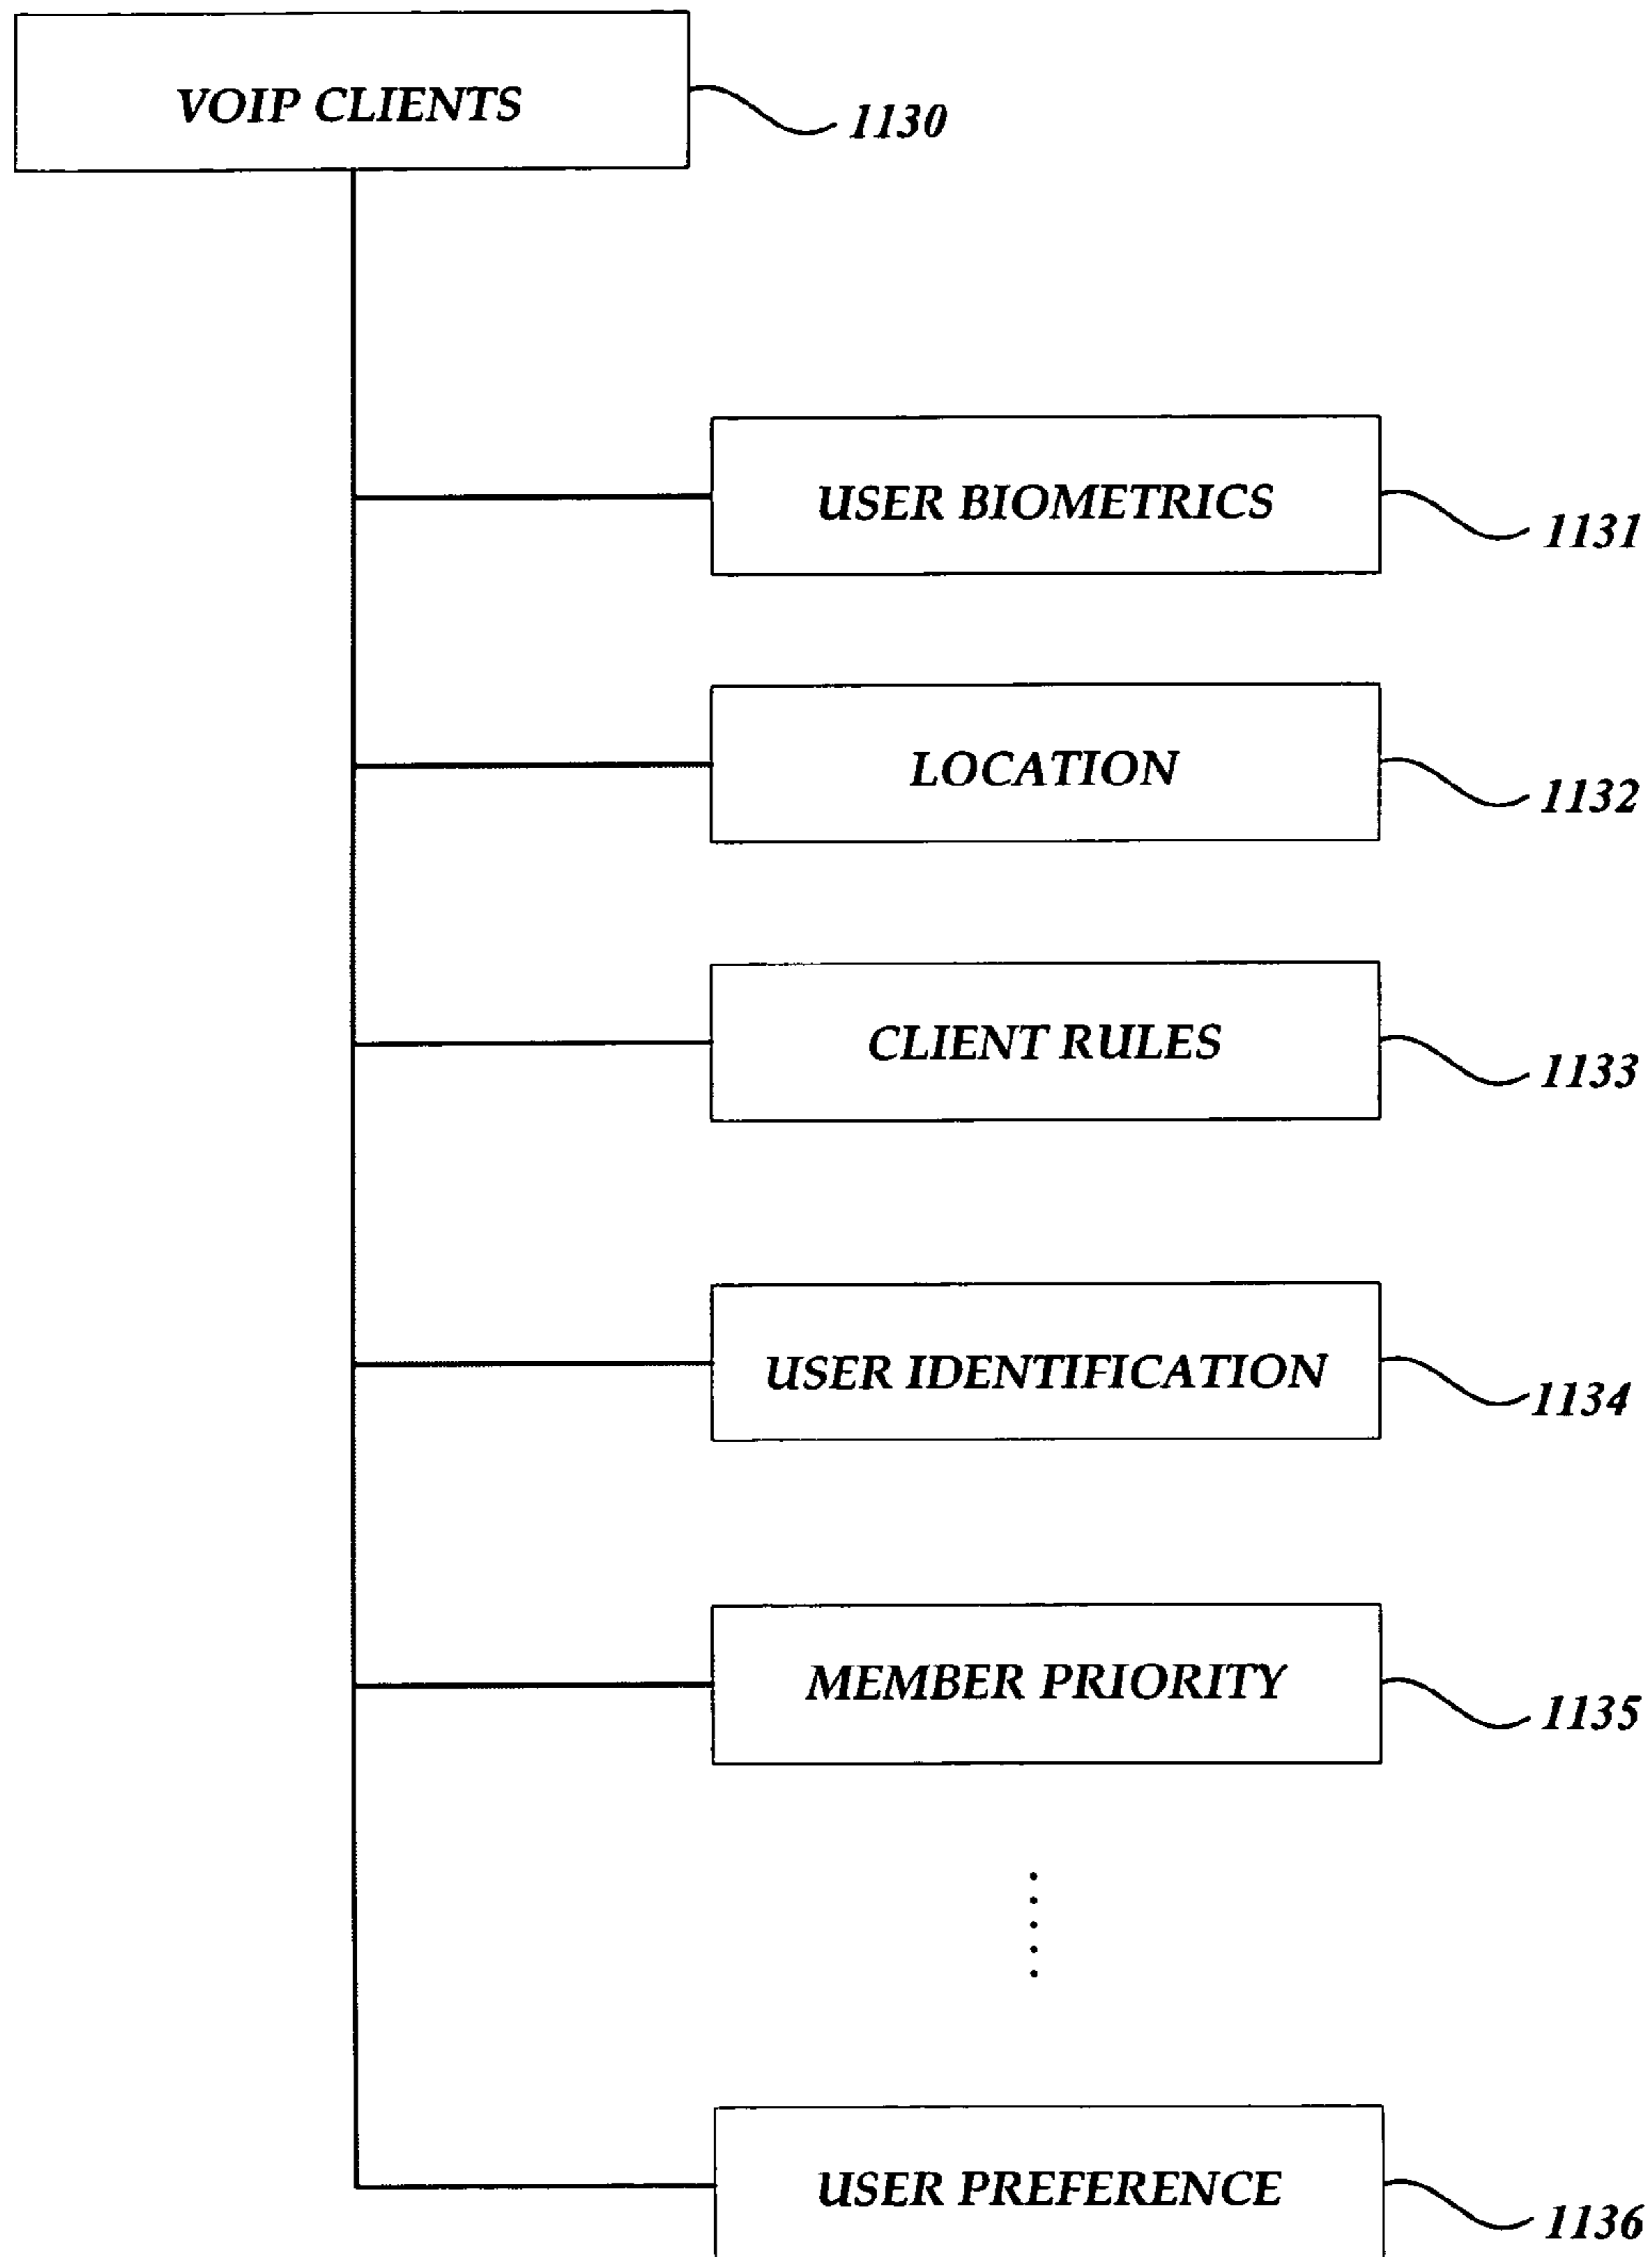 VOIP CLIENTS 1130
USER BIOMETRICS 1131
LOCATION 1132
CLIENT RULES 1133
USER IDENTIFICATION 1134
MEMBER PRIORITY 1135
USER PREFERENCE 1136